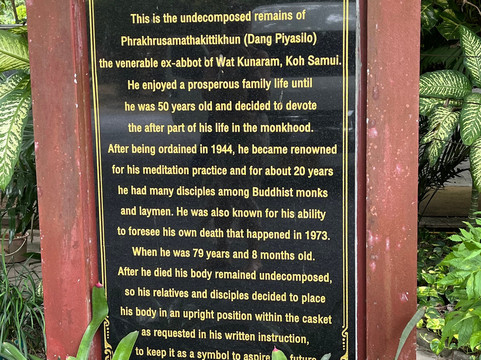 This is the undecomposed remains of
Phrakhrusamathakittikhun (Dang Piyasilo)
the venerable ex-abbot of Wat Kunaram, Koh Samui.
He enjoyed a prosperous family life until
he was 50 years old and decided to devote
the after part of his life in the monkhood.
After being ordained in 1944, he became renowned
for his meditation practice and for about 20 years
he had many disciples among Buddhist monks
and laymen. He was also known for his ability
to foresee his own death that happened in 1973.
When he was 79 years and 8 months old.
After he died his body remained undecomposed,
so his relatives and disciples decided to place
his body in an upright position within the casket
as requested in his written instruction,
to keep it as a symbol to aspire future